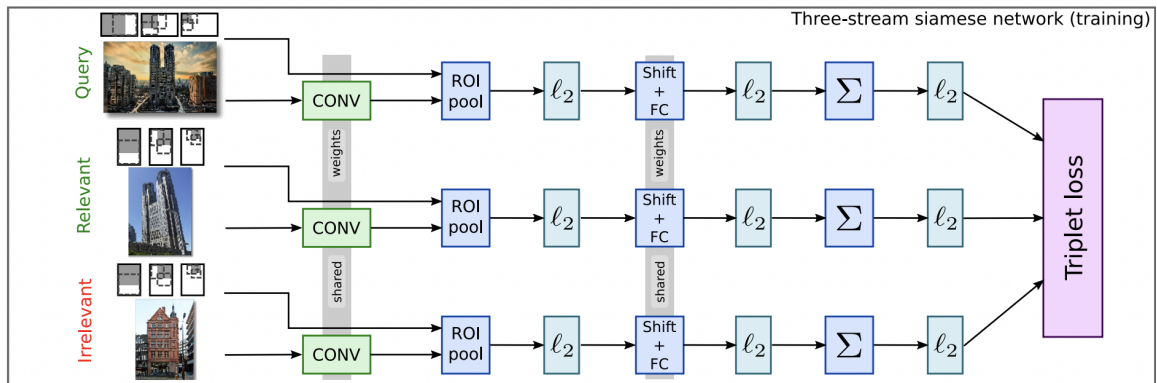 Three-stream siamese network (training)
Query
CONV
ROI
pool
ℓ2
Shift
+
FC
ℓ2
Σ
ℓ2
weights
weights
Relevant
CONV
ROI
pool
ℓ2
Shift
+
FC
ℓ2
Σ
ℓ2
Triplet loss
shared
shared
Irrelevant
CONV
ROI
pool
ℓ2
Shift
+
FC
ℓ2
Σ
ℓ2